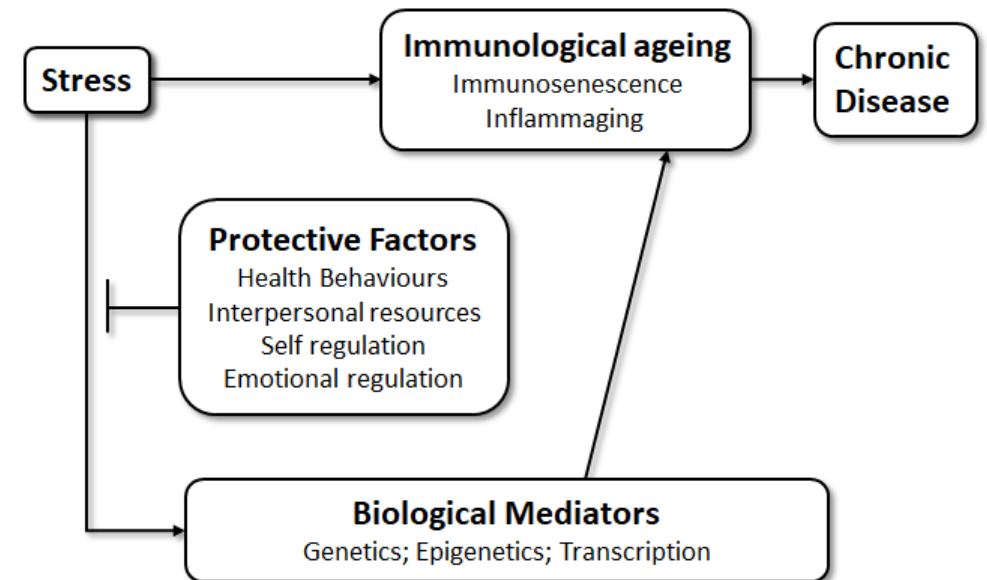 Stress
Immunological ageing
Immunosenescence
Inflammaging
Chronic
Disease
Protective Factors
Health Behaviours
Interpersonal resources
Self regulation
Emotional regulation
Biological Mediators
Genetics; Epigenetics; Transcription